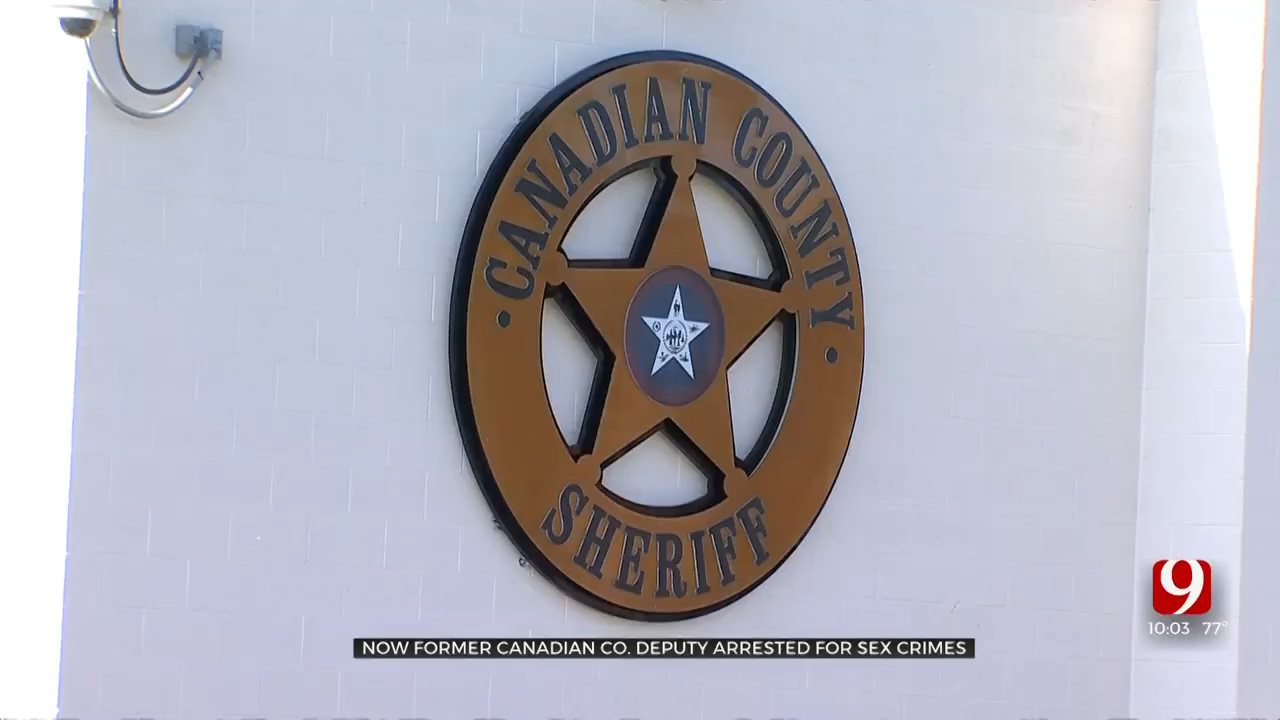 CANADIAN COUNTY
SHERIFF
9
10:03 77°
NOW FORMER CANADIAN CO. DEPUTY ARRESTED FOR SEX CRIMES